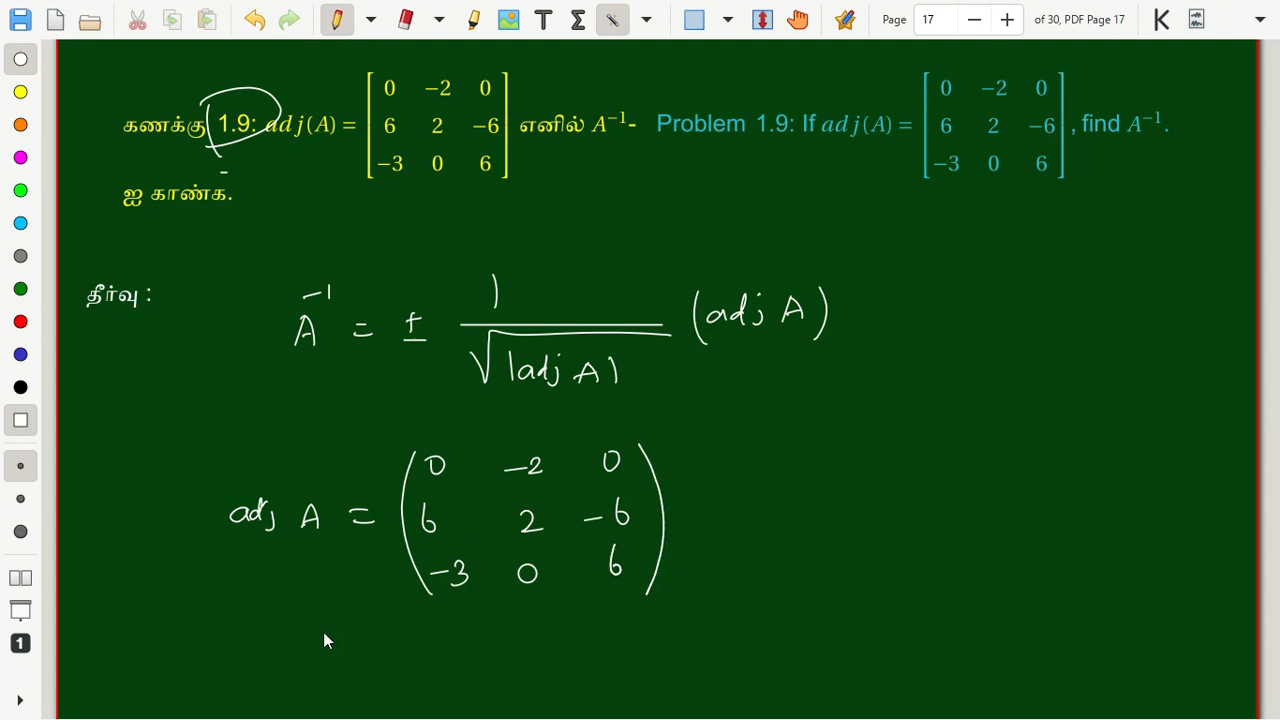 Page 17 of 30, PDF Page 17
கணக்கு 1.9: adj(A) = [0 −2 0; 6 2 −6; −3 0 6] எனில் A⁻¹-
ஐ காண்க.
Problem 1.9: If adj(A) = [0 −2 0; 6 2 −6; −3 0 6], find A⁻¹.
தீர்வு :
A⁻¹ = ± 1/√|adj A| (adj A)
adj A = (0 −2 0; 6 2 −6; −3 0 6)
1